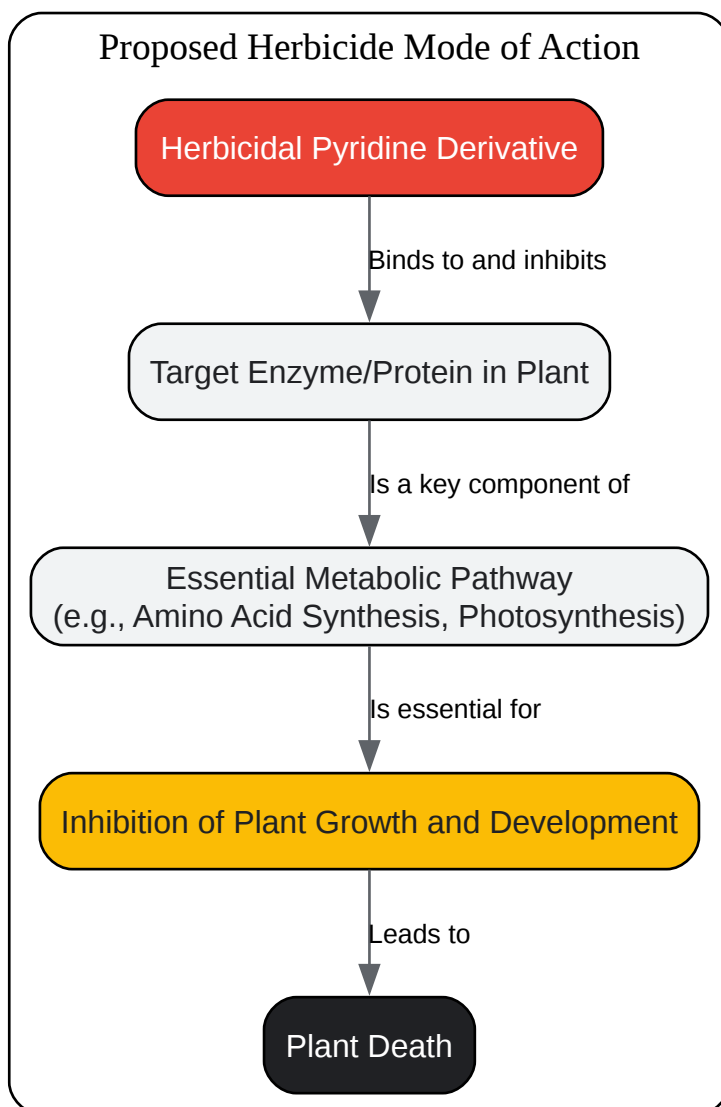 Proposed Herbicide Mode of Action
Herbicidal Pyridine Derivative
Binds to and inhibits
Target Enzyme/Protein in Plant
Is a key component of
Essential Metabolic Pathway
(e.g., Amino Acid Synthesis, Photosynthesis)
Is essential for
Inhibition of Plant Growth and Development
Leads to
Plant Death